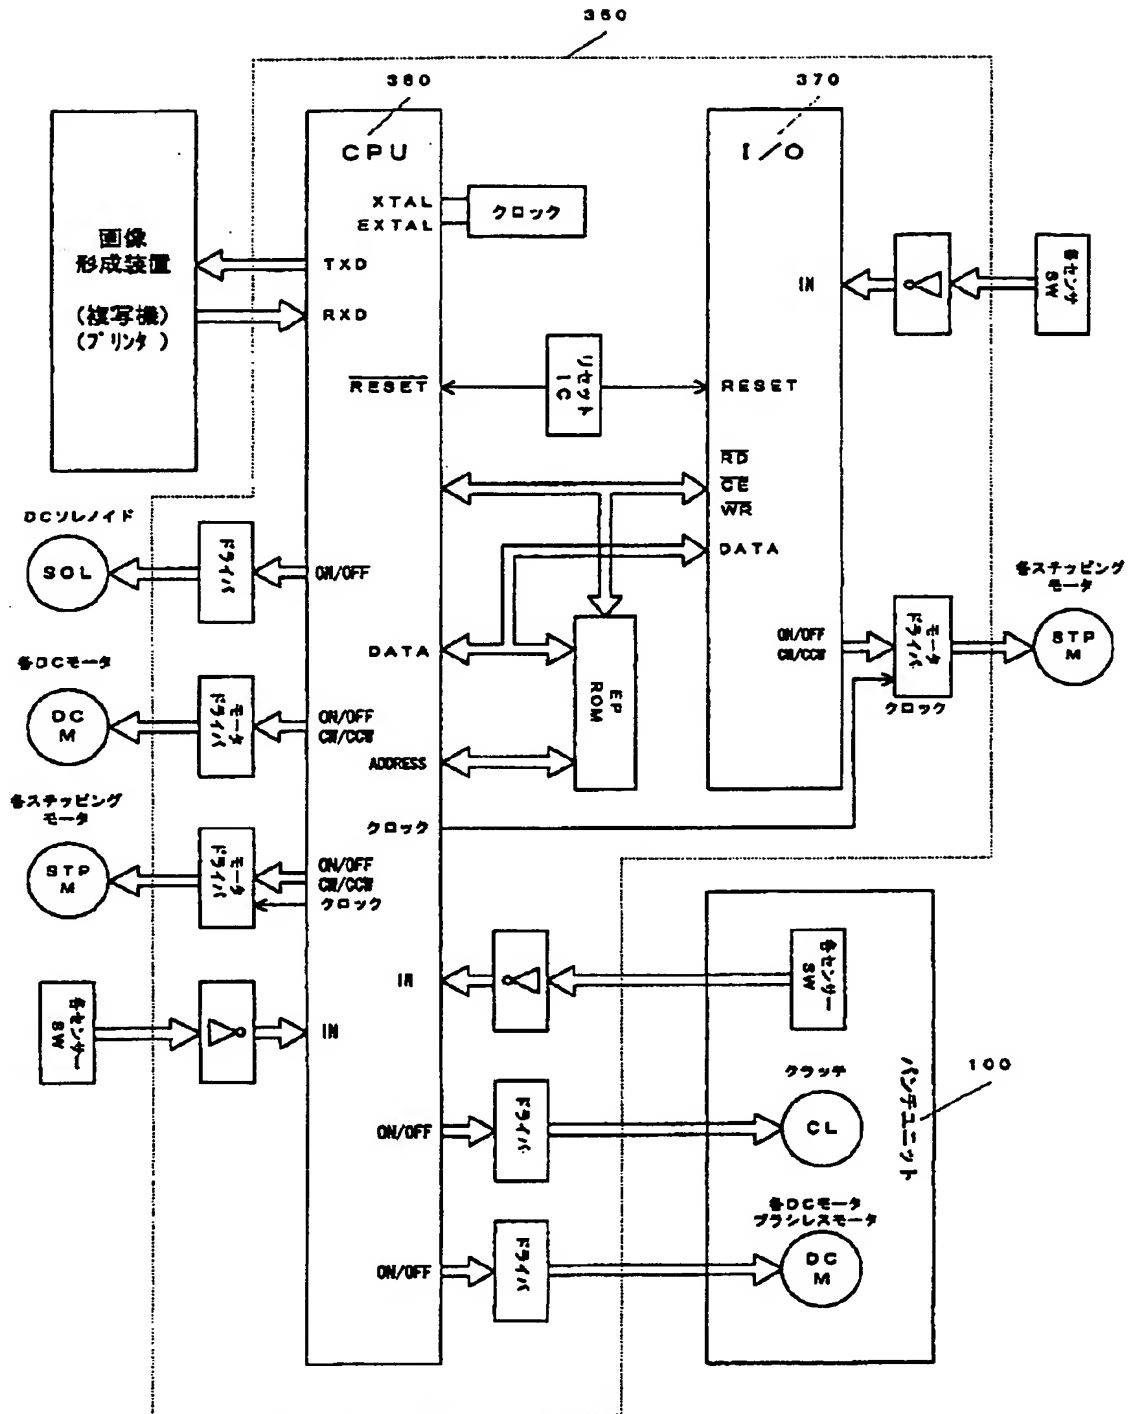 350
360
370
CPU
I/O
XTAL
EXTAL
クロック
画像
形成装置
(複写機)
(プリンタ)
TXD
RXD
IN
各センサ
SW
RESET
リセット
IC
RESET
RD
CE
WR
DATA
DCソレノイド
SOL
ドライバ
ON/OFF
各ステッピング
モータ
ON/OFF
CW/CCW
モータ
ドライバ
STP
M
クロック
DATA
EP
ROM
各DCモータ
DC
M
モータ
ドライバ
ON/OFF
CW/CCW
ADDRESS
各ステッピング
モータ
クロック
STP
M
モータ
ドライバ
ON/OFF
CW/CCW
クロック
IN
各センサー
SW
各センサー
SW
IN
クラッチ
100
ON/OFF
ドライバ
CL
パンチユニット
各DCモータ
ブラシレスモータ
ON/OFF
ドライバ
DC
M